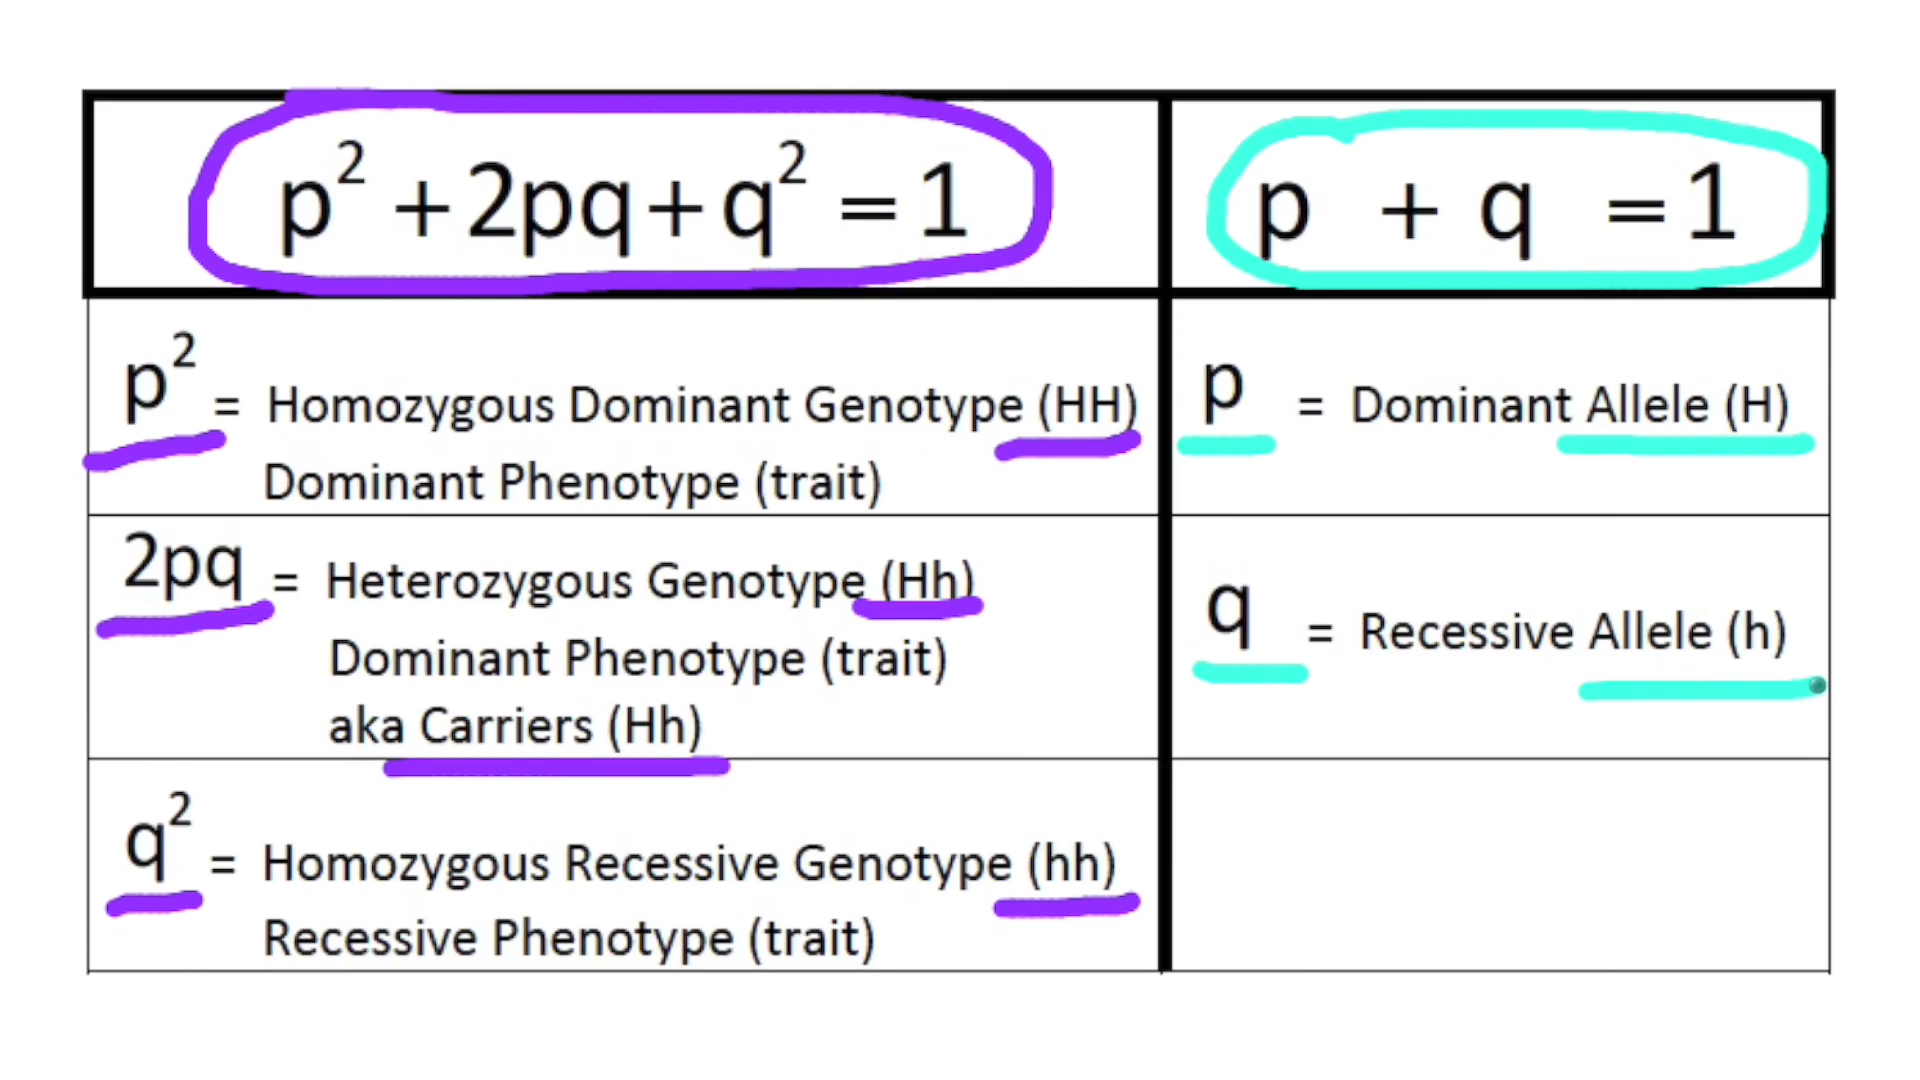 p² + 2pq + q² = 1
p + q = 1
p² = Homozygous Dominant Genotype (HH)
Dominant Phenotype (trait)
p = Dominant Allele (H)
2pq = Heterozygous Genotype (Hh)
Dominant Phenotype (trait)
aka Carriers (Hh)
q = Recessive Allele (h)
q² = Homozygous Recessive Genotype (hh)
Recessive Phenotype (trait)